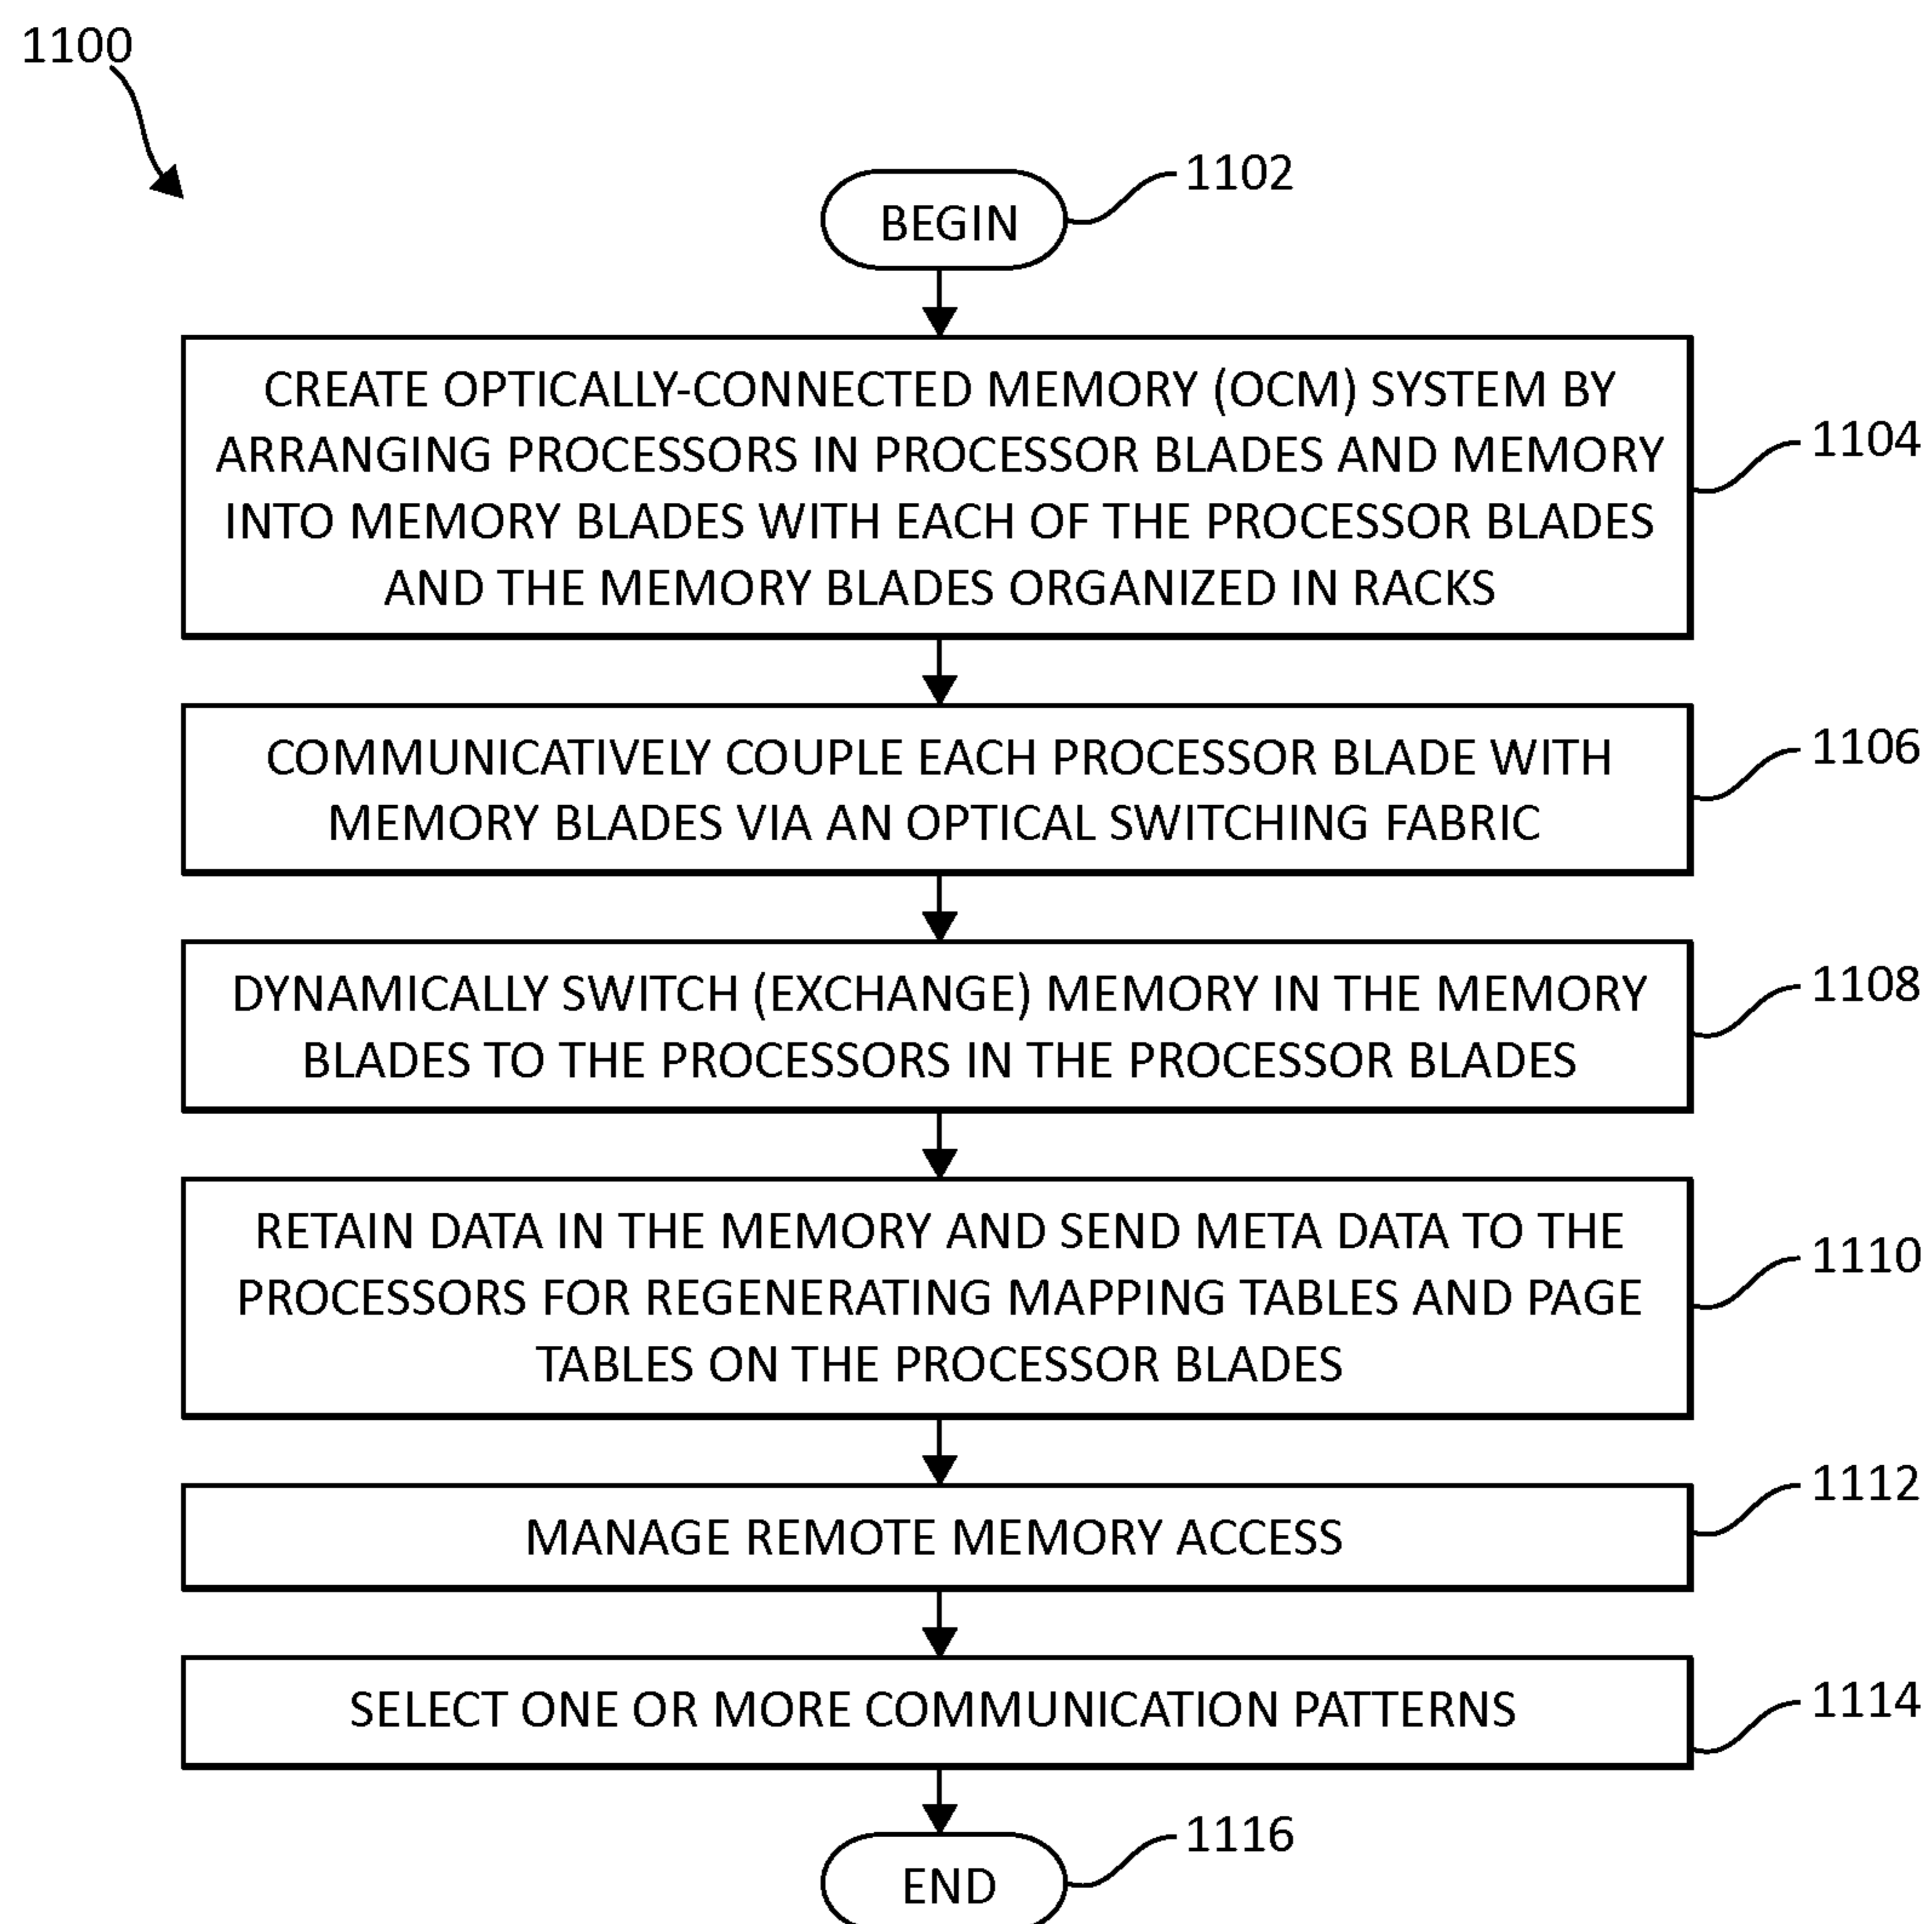 1100
BEGIN
1102
CREATE OPTICALLY-CONNECTED MEMORY (OCM) SYSTEM BY
ARRANGING PROCESSORS IN PROCESSOR BLADES AND MEMORY
INTO MEMORY BLADES WITH EACH OF THE PROCESSOR BLADES
AND THE MEMORY BLADES ORGANIZED IN RACKS
1104
COMMUNICATIVELY COUPLE EACH PROCESSOR BLADE WITH
MEMORY BLADES VIA AN OPTICAL SWITCHING FABRIC
1106
DYNAMICALLY SWITCH (EXCHANGE) MEMORY IN THE MEMORY
BLADES TO THE PROCESSORS IN THE PROCESSOR BLADES
1108
RETAIN DATA IN THE MEMORY AND SEND META DATA TO THE
PROCESSORS FOR REGENERATING MAPPING TABLES AND PAGE
TABLES ON THE PROCESSOR BLADES
1110
MANAGE REMOTE MEMORY ACCESS
1112
SELECT ONE OR MORE COMMUNICATION PATTERNS
1114
END
1116